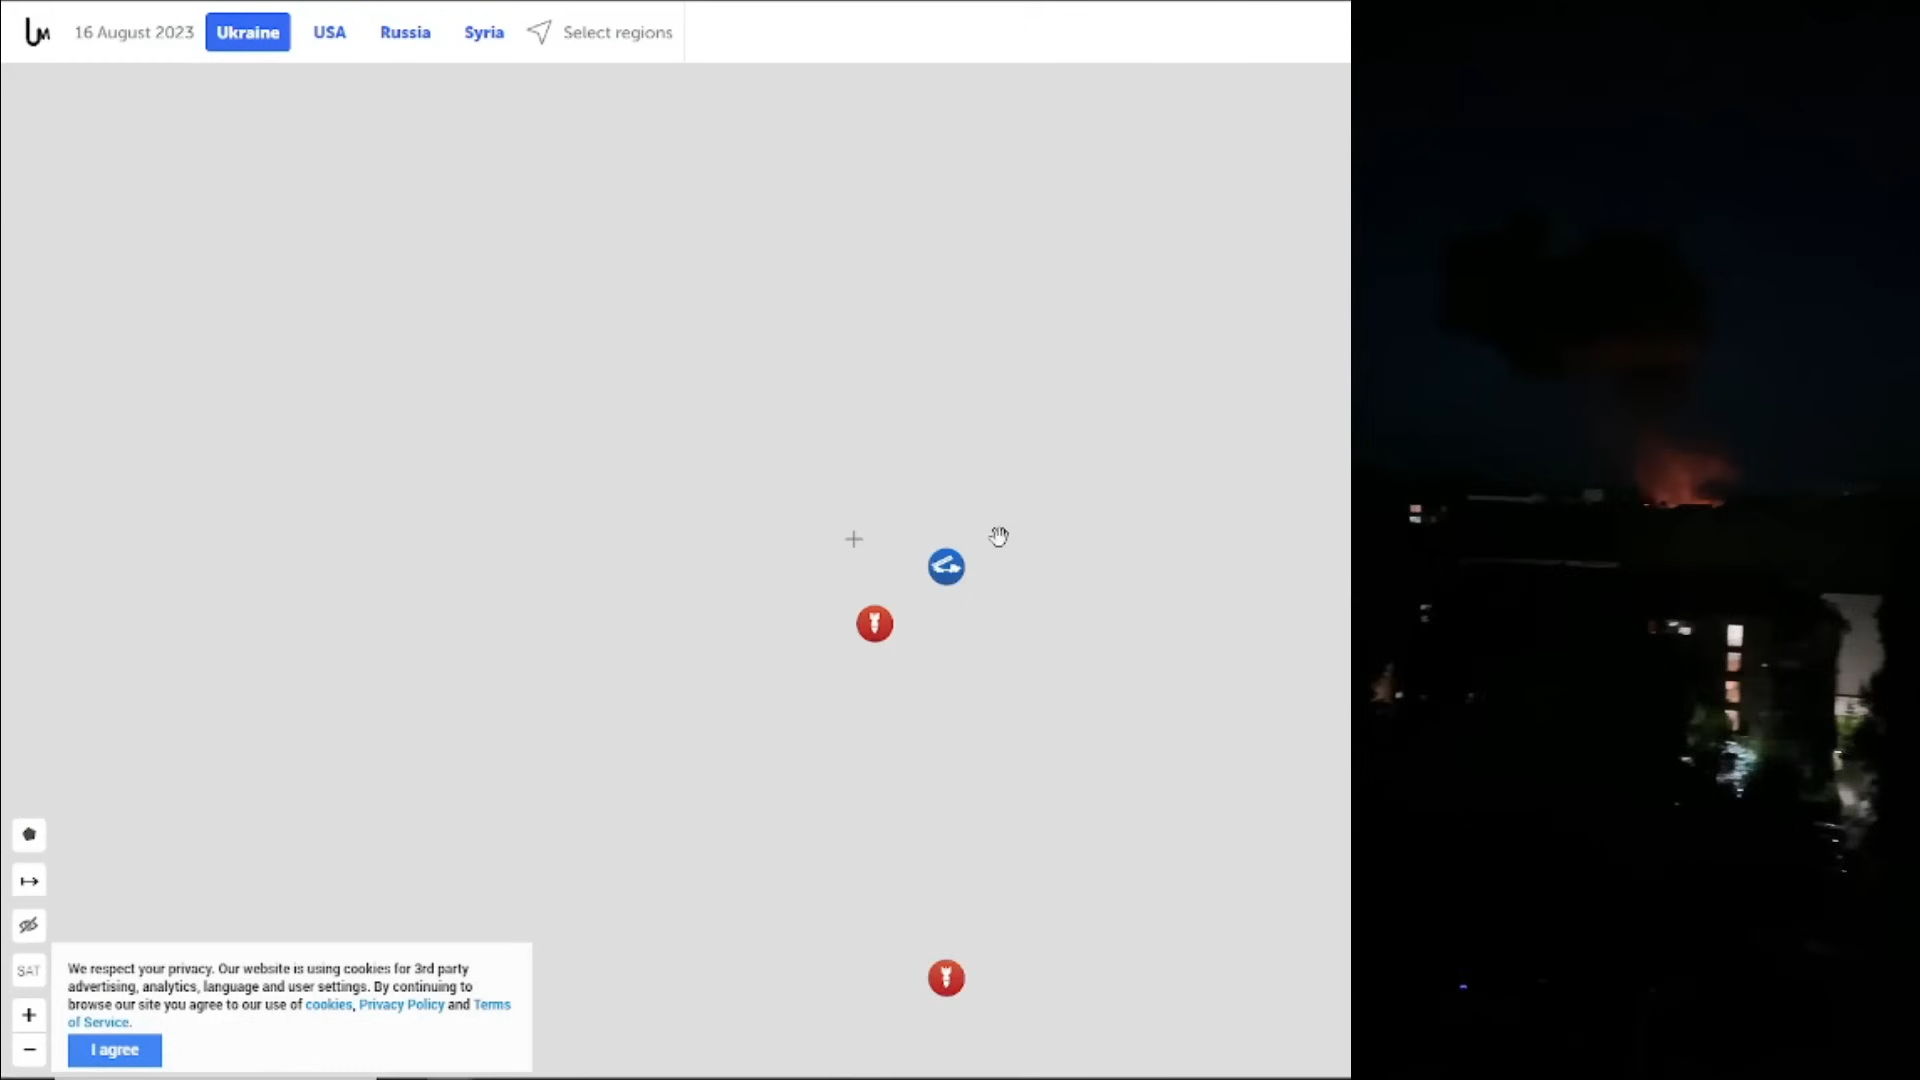 16 August 2023 Ukraine USA Russia Syria Select regions
SAT
We respect your privacy. Our website is using cookies for 3rd party
advertising, analytics, language and user settings. By continuing to
browse our site you agree to our use of cookies, Privacy Policy and Terms
of Service.
I agree